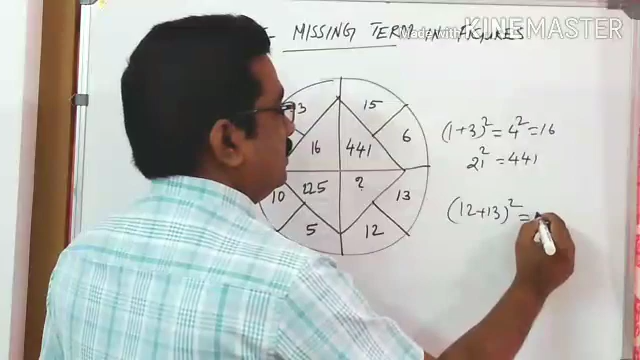 MISSING TERM IN FIGURES
Made with KINEMASTER
3 15
6
16 441
(1+3)² = 4² = 16
21² = 441
10 225 ? 13
5 12
(12+13)² =